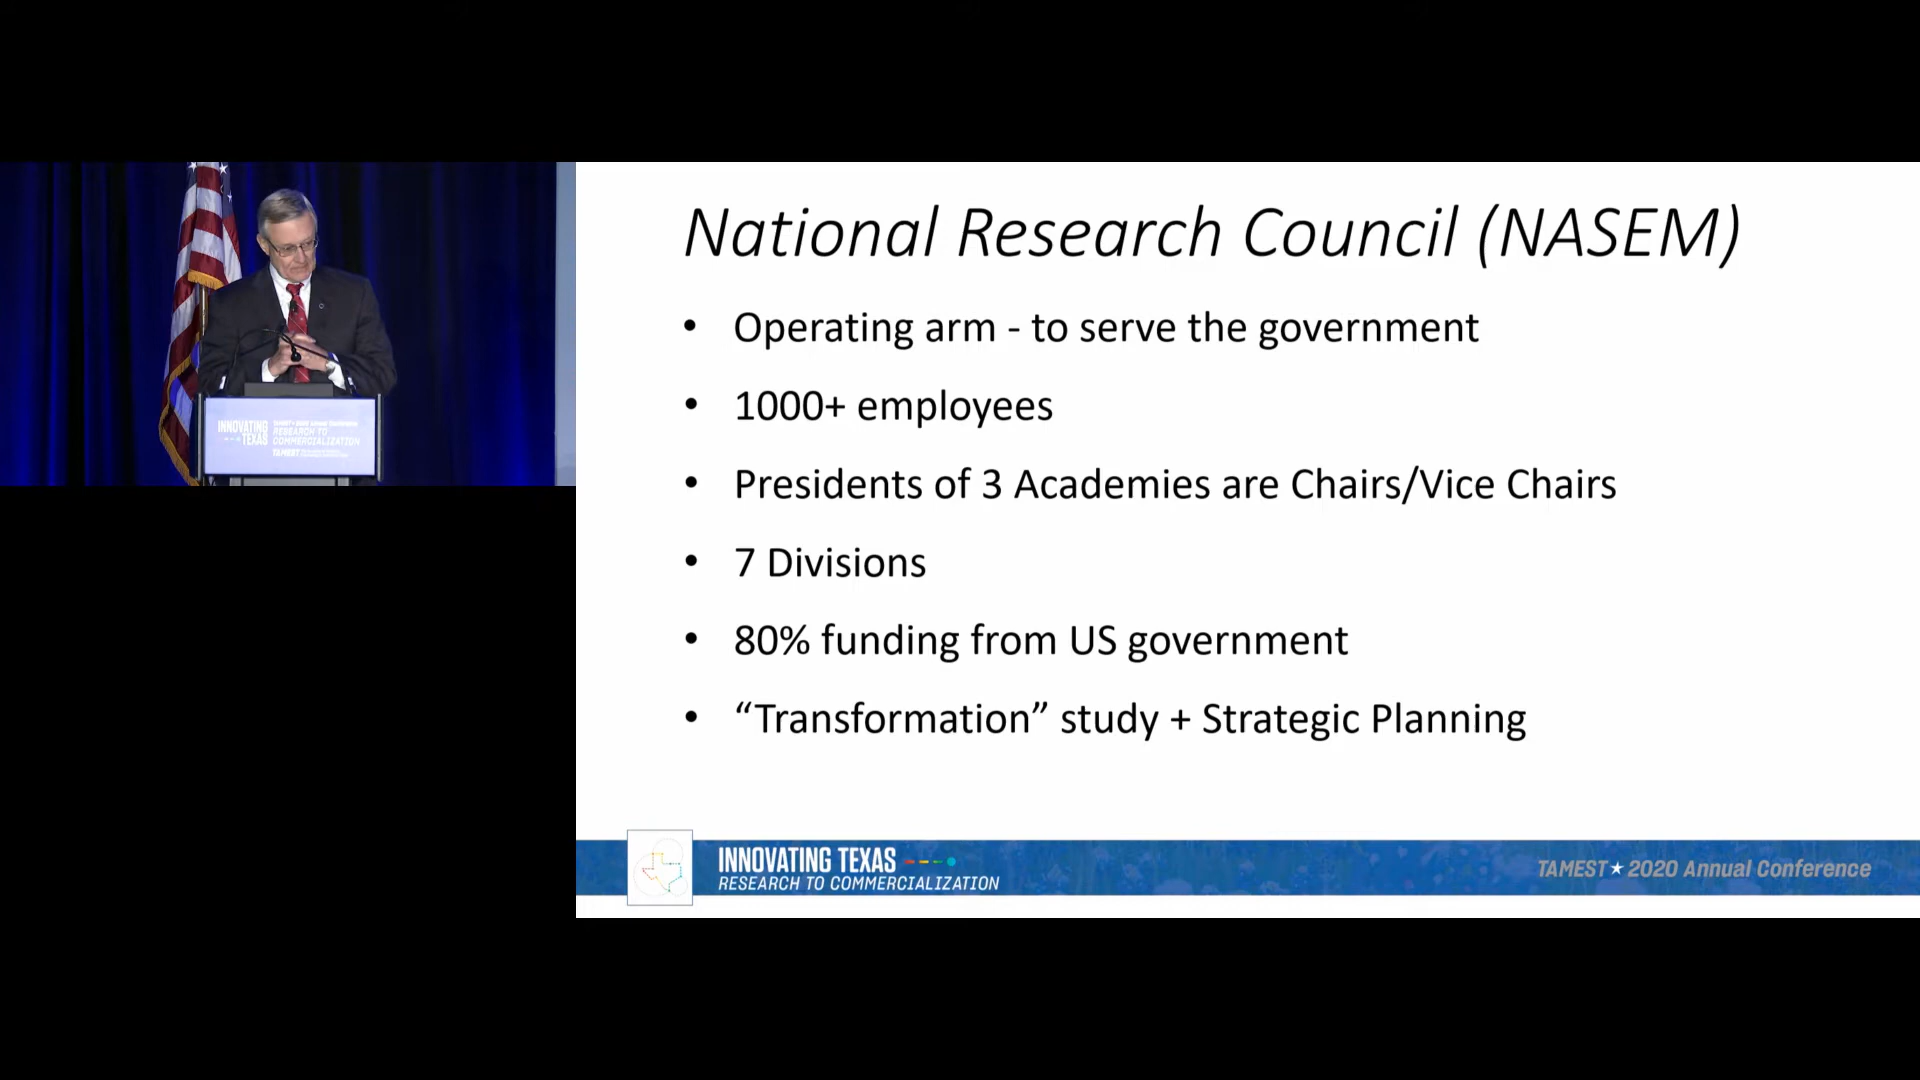 National Research Council (NASEM)
• Operating arm - to serve the government
• 1000+ employees
• Presidents of 3 Academies are Chairs/Vice Chairs
• 7 Divisions
• 80% funding from US government
• “Transformation” study + Strategic Planning
INNOVATING TEXAS
RESEARCH TO COMMERCIALIZATION
TAMEST★2020 Annual Conference
INNOVATING
TEXAS
RESEARCH TO
COMMERCIALIZATION
TAMEST